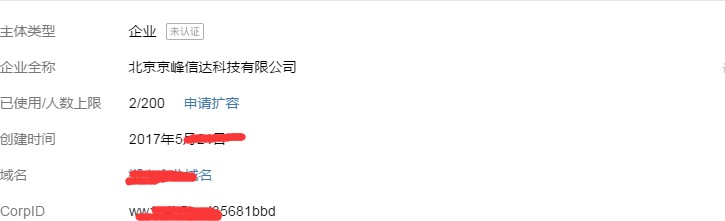 主体类型 企业 未认证
企业全称 北京京峰信达科技有限公司
已使用/人数上限 2/200 申请扩容
创建时间 2017年5月
域名 域名
CorpID ww 5681bbd